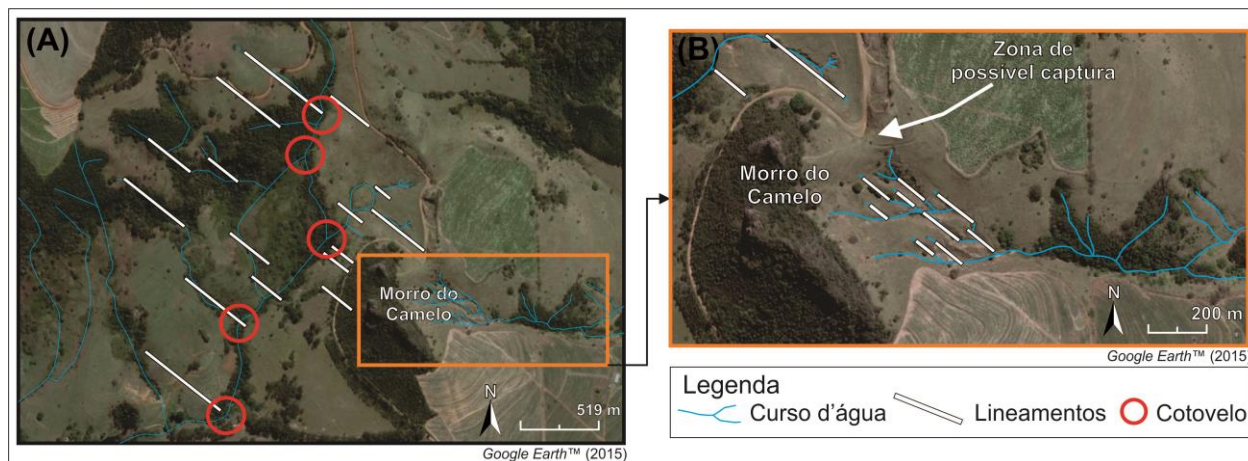 (A)
Morro do
Camelo
N
519 m
Google Earth™ (2015)
(B)
Zona de
possível captura
Morro do
Camelo
N
200 m
Google Earth™ (2015)
Legenda
Curso d'água
Lineamentos
Cotovelo